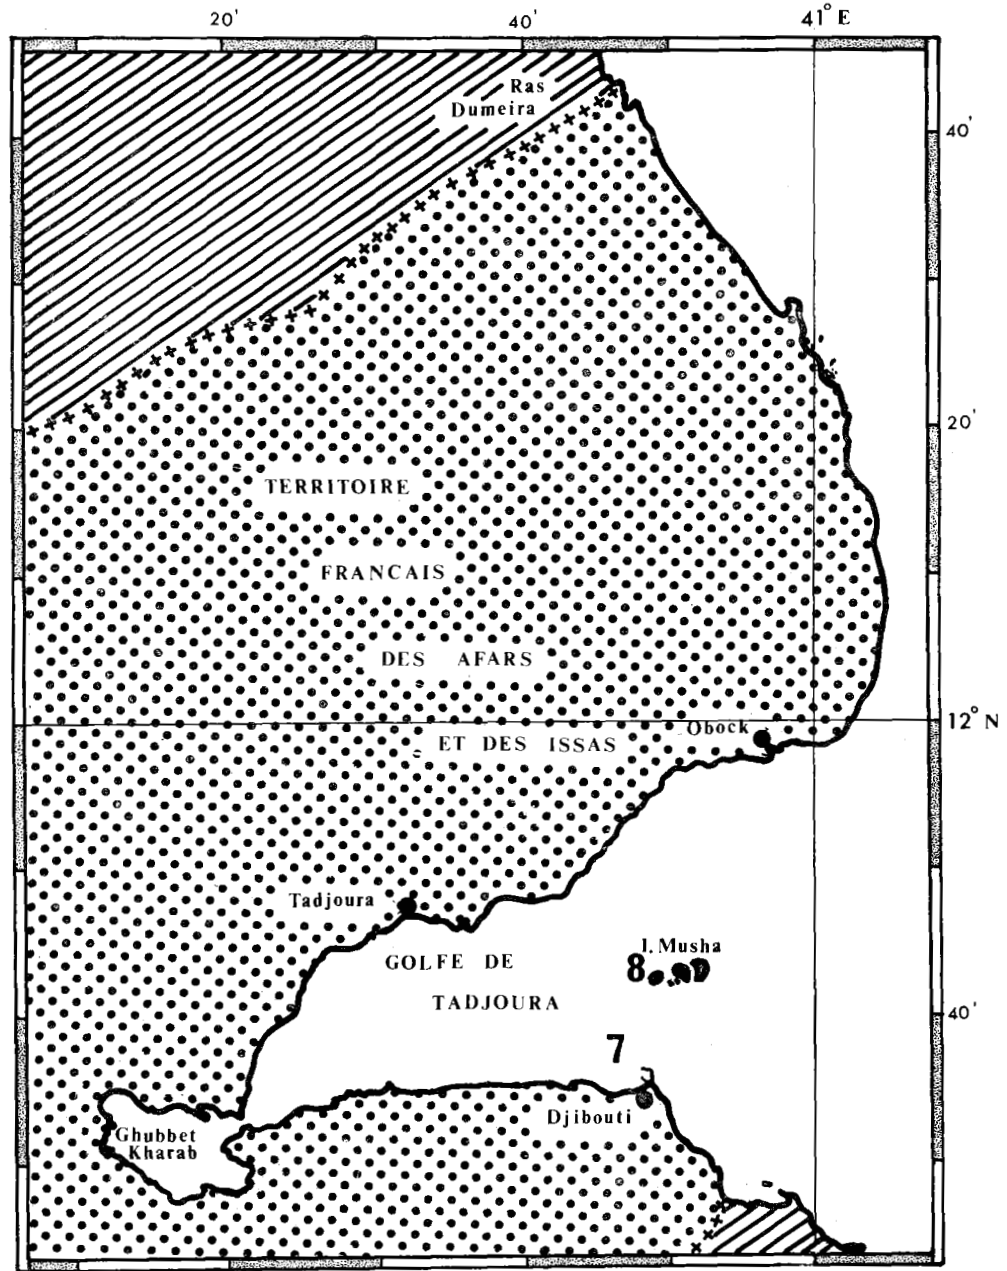 20'
40'
41° E
Ras
Dumeira
40'
20'
TERRITOIRE
FRANCAIS
DES AFARS
12° N
Obock
ET DES ISSAS
Tadjoura
I. Musha
GOLFE DE
8
TADJOURA
40'
7
Djibouti
Ghubbet
Kharab